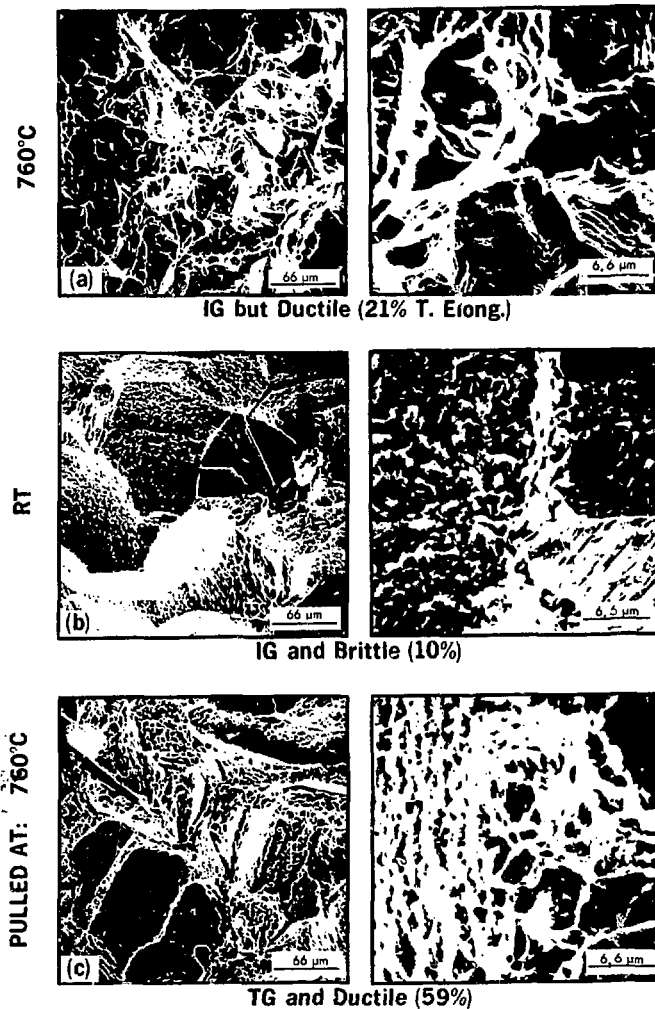 760°C
(a)
66 µm
6,6 µm
IG but Ductile (21% T. Elong.)
RT
(b)
66 µm
6,5 µm
IG and Brittle (10%)
PULLED AT: 760°C
(c)
66 µm
6,6 µm
TG and Ductile (59%)